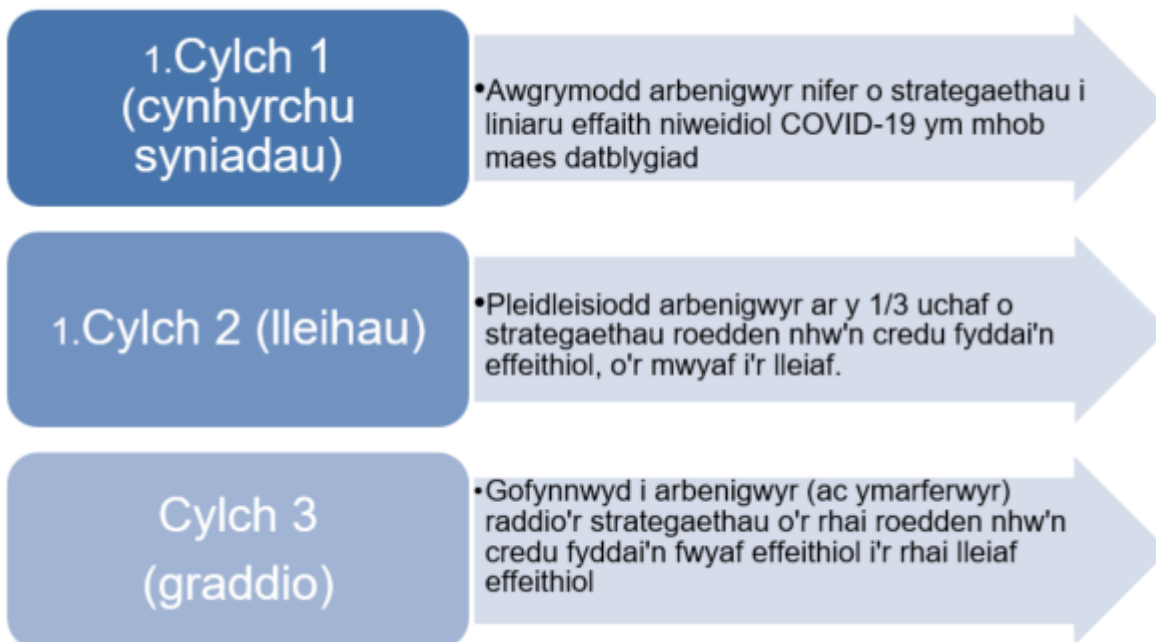 1.Cylch 1
(cynhyrchu
syniadau)
•Awgrymodd arbenigwyr nifer o strategaethau i
liniaru effaith niweidiol COVID-19 ym mhob
maes datblygiad
1.Cylch 2 (lleihau)
•Pleidleisiodd arbenigwyr ar y 1/3 uchaf o
strategaethau roedden nhw'n credu fyddai'n
effeithiol, o'r mwyaf i'r lleiaf.
Cylch 3
(graddio)
•Gofynnwyd i arbenigwyr (ac ymarferwyr)
raddio'r strategaethau o'r rhai roedden nhw'n
credu fyddai'n fwyaf effeithiol i'r rhai lleiaf
effeithiol